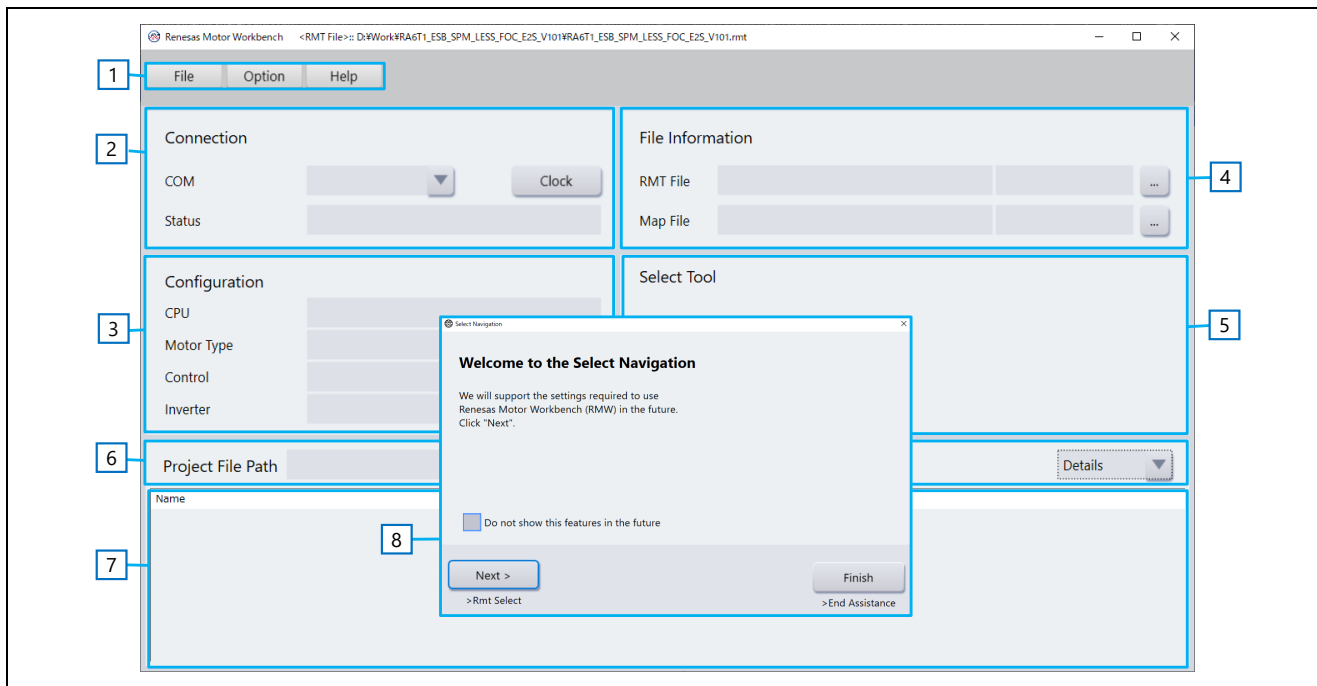 Renesas Motor Workbench <RMT File>:: D:¥Work¥RA6T1_ESB_SPM_LESS_FOC_E2S_V101¥RA6T1_ESB_SPM_LESS_FOC_E2S_V101.rmt
1
File Option Help
2
Connection
COM
Clock
Status
File Information
RMT File
...
Map File
...
4
3
Configuration
CPU
Motor Type
Control
Inverter
Select Tool
5
6
Project File Path
Details
7
Name
8
Select Navigation
Welcome to the Select Navigation
We will support the settings required to use
Renesas Motor Workbench (RMW) in the future.
Click "Next".
Do not show this features in the future
Next >
>Rmt Select
Finish
>End Assistance